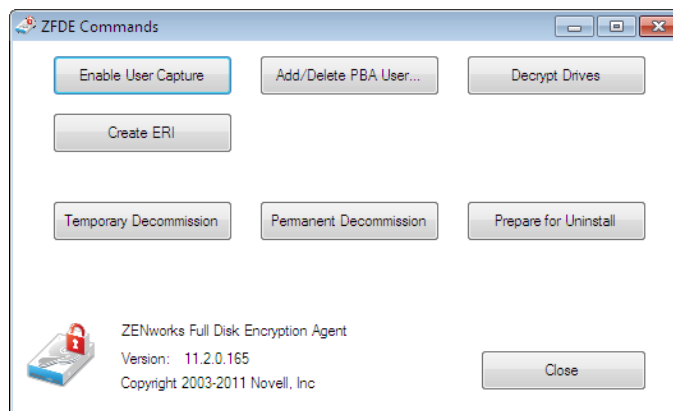 ZFDE Commands
Enable User Capture
Add/Delete PBA User...
Decrypt Drives
Create ERI
Temporary Decommission
Permanent Decommission
Prepare for Uninstall
ZENworks Full Disk Encryption Agent
Version: 11.2.0.165
Copyright 2003-2011 Novell, Inc
Close